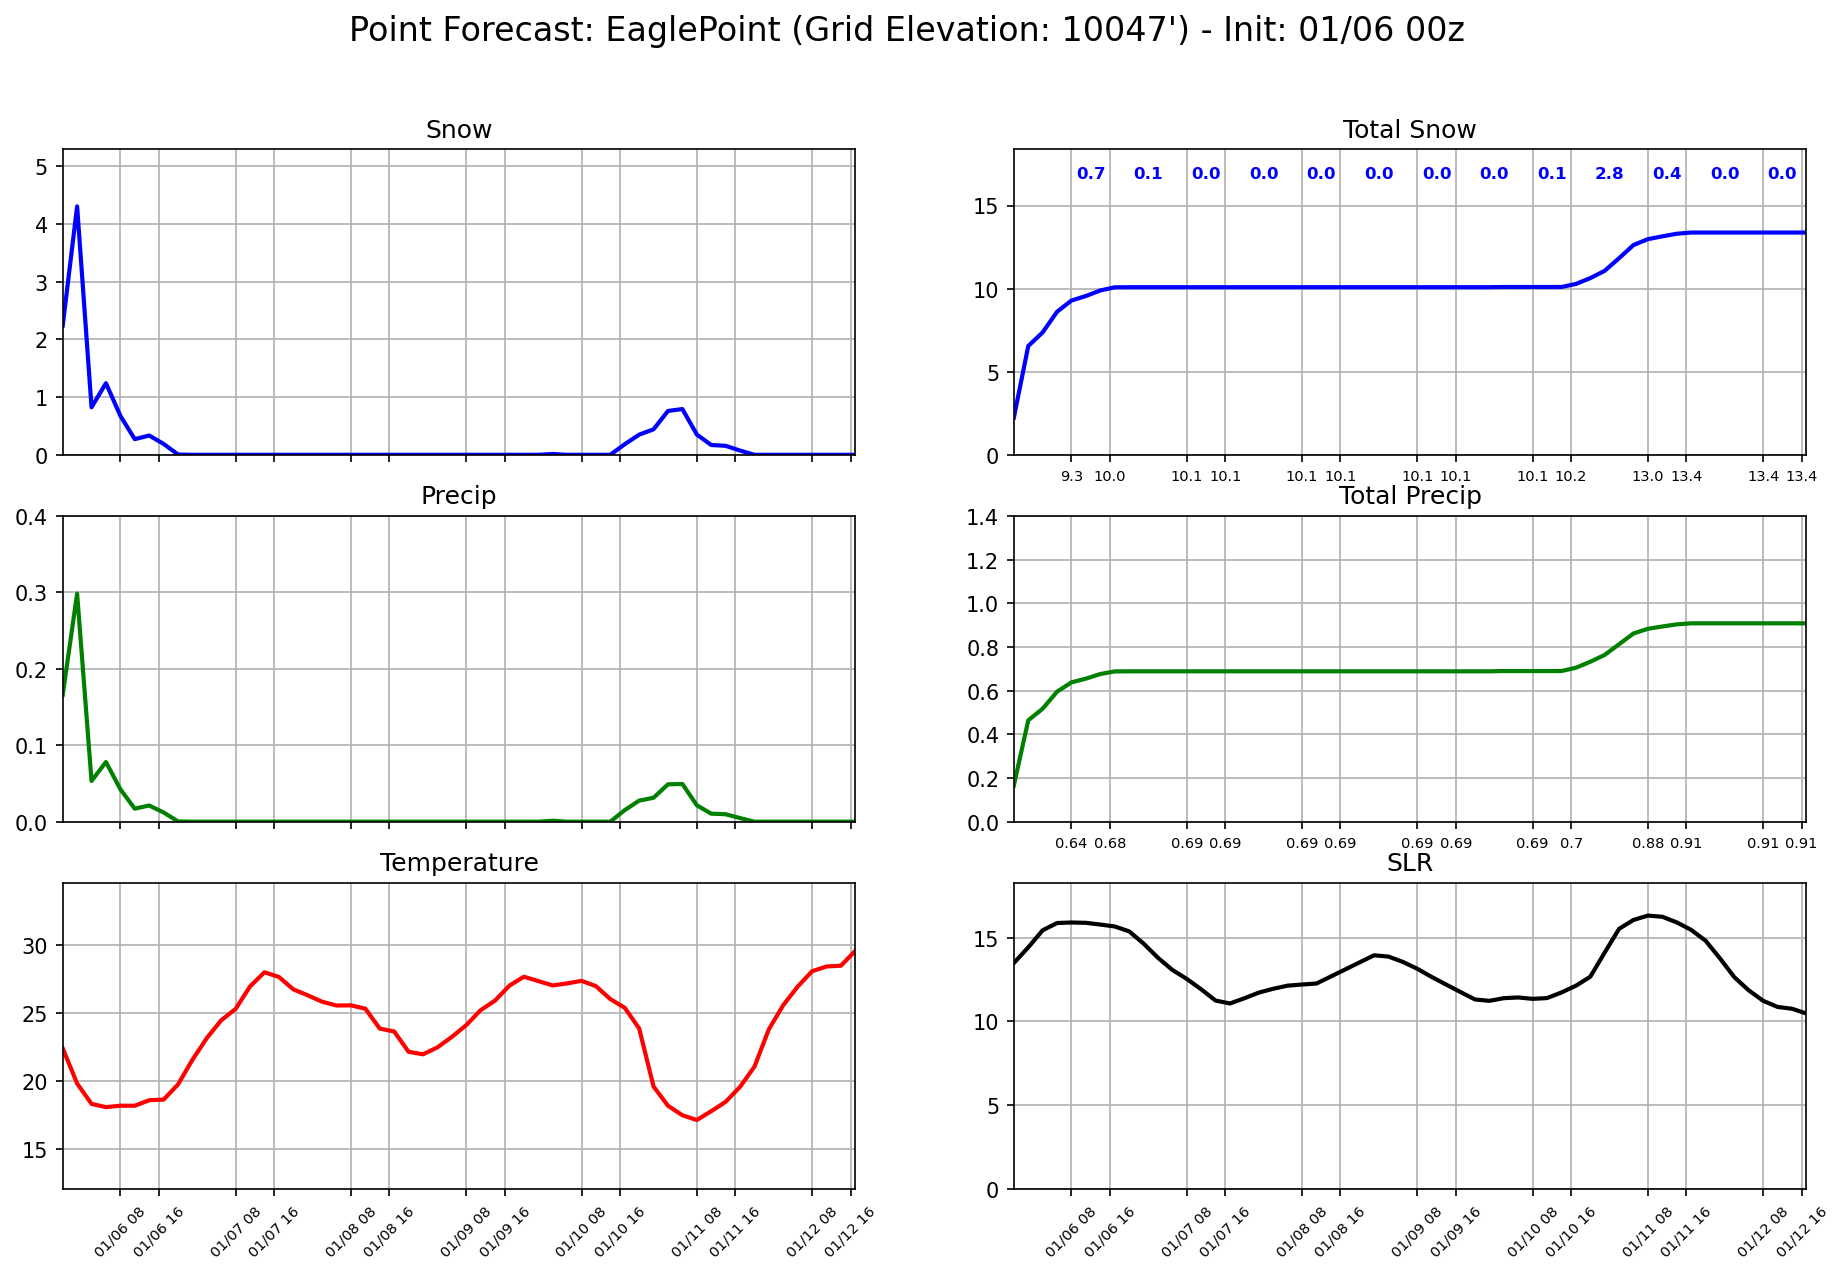 Point Forecast: EaglePoint (Grid Elevation: 10047') - Init: 01/06 00z
Snow
5
4
3
2
1
0
Total Snow
0.7 0.1 0.0 0.0 0.0 0.0 0.0 0.0 0.1 2.8 0.4 0.0 0.0
15
10
5
0
9.3 10.0 10.1 10.1 10.1 10.1 10.1 10.1 10.1 10.2 13.0 13.4 13.4 13.4
Precip
0.4
0.3
0.2
0.1
0.0
Total Precip
1.4
1.2
1.0
0.8
0.6
0.4
0.2
0.0
0.64 0.68 0.69 0.69 0.69 0.69 0.69 0.69 0.69 0.7 0.88 0.91 0.91 0.91
Temperature
30
25
20
15
01/06 08 01/06 16 01/07 08 01/07 16 01/08 08 01/08 16 01/09 08 01/09 16 01/10 08 01/10 16 01/11 08 01/11 16 01/12 08 01/12 16
SLR
15
10
5
0
01/06 08 01/06 16 01/07 08 01/07 16 01/08 08 01/08 16 01/09 08 01/09 16 01/10 08 01/10 16 01/11 08 01/11 16 01/12 08 01/12 16